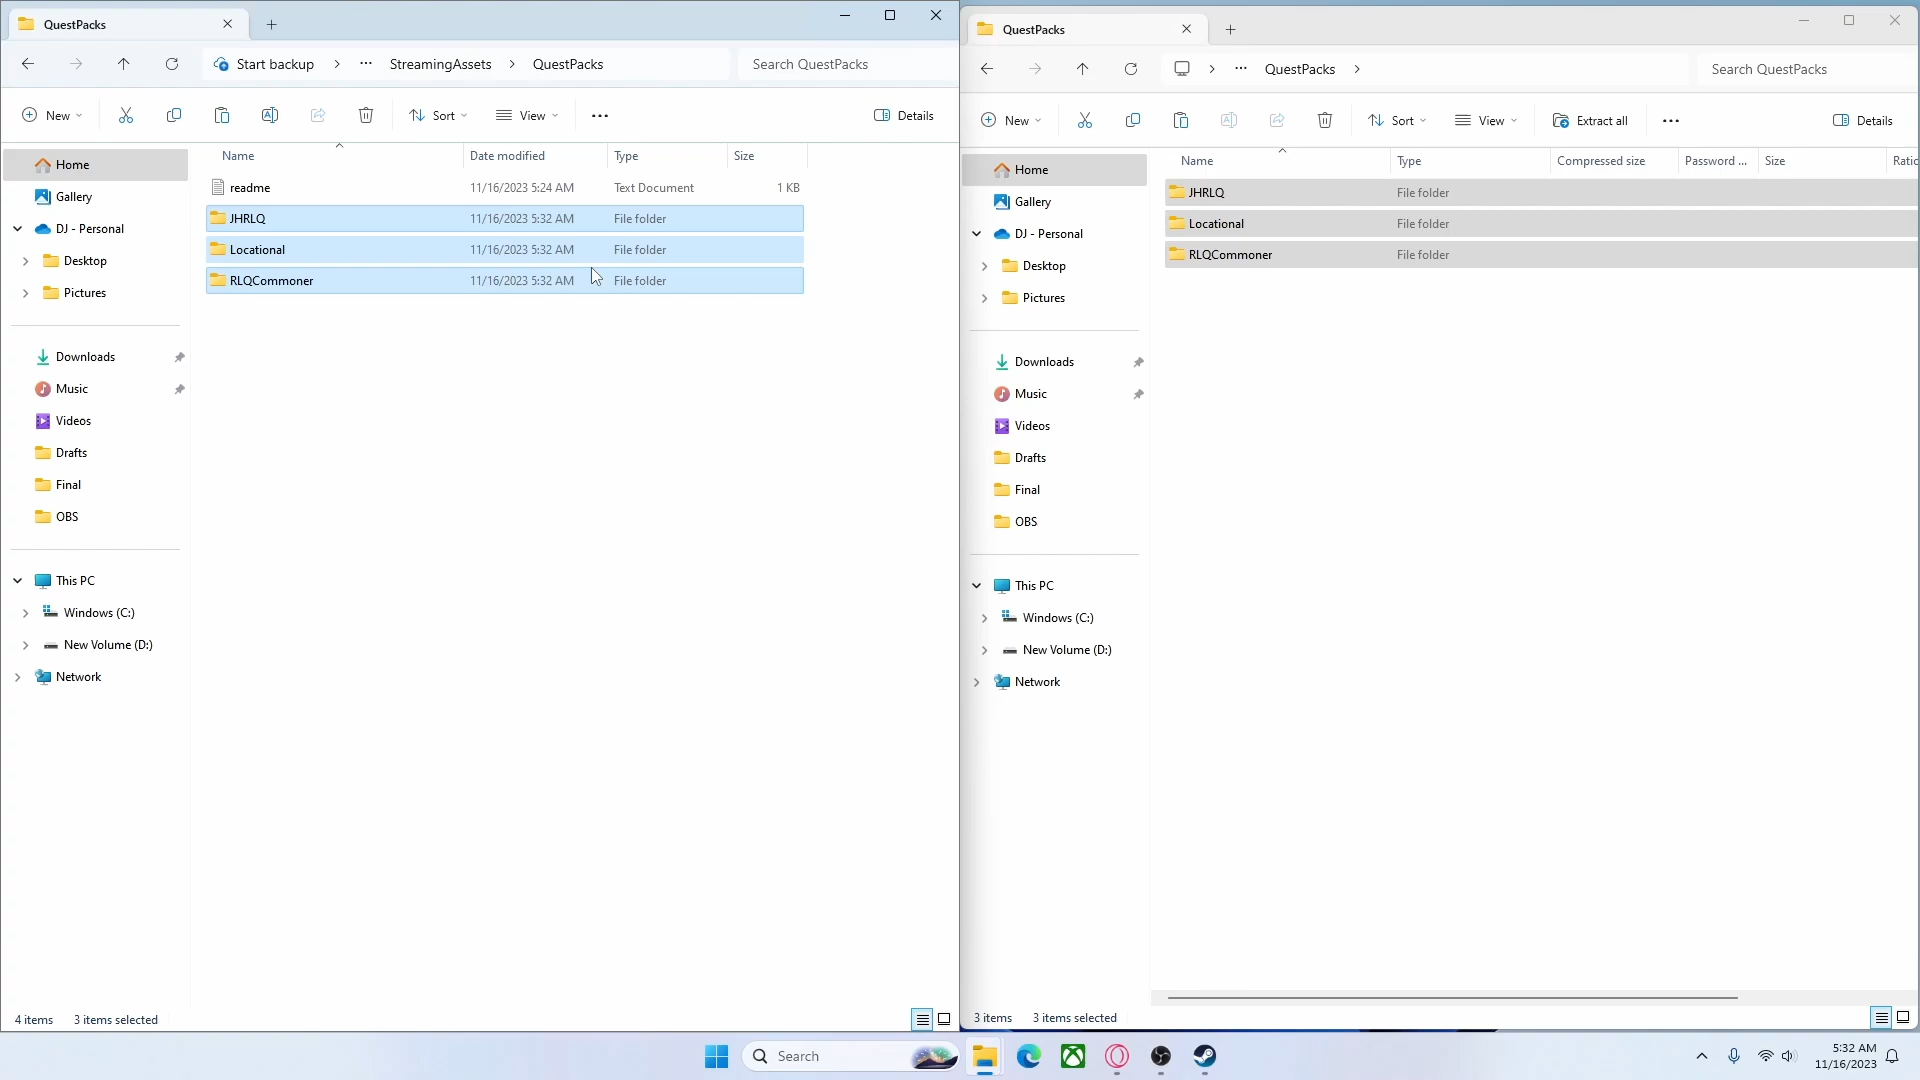 QuestPacks
Start backup
StreamingAssets
QuestPacks
Search QuestPacks
New
Sort
View
Details
Home
Gallery
DJ - Personal
Desktop
Pictures
Downloads
Music
Videos
Drafts
Final
OBS
This PC
Windows (C:)
New Volume (D:)
Network
Name Date modified Type Size
readme 11/16/2023 5:24 AM Text Document 1 KB
JHRLQ 11/16/2023 5:32 AM File folder
Locational 11/16/2023 5:32 AM File folder
RLQCommoner 11/16/2023 5:32 AM File folder
4 items 3 items selected
QuestPacks
QuestPacks
Search QuestPacks
New
Sort
View
Extract all
Details
Home
Gallery
DJ - Personal
Desktop
Pictures
Downloads
Music
Videos
Drafts
Final
OBS
This PC
Windows (C:)
New Volume (D:)
Network
Name Type Compressed size Password ... Size Ratio
JHRLQ File folder
Locational File folder
RLQCommoner File folder
3 items 3 items selected
Search
5:32 AM
11/16/2023